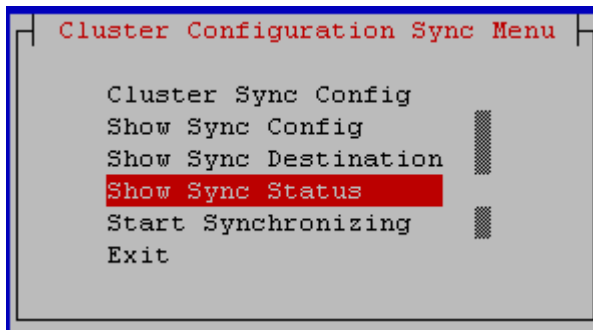 Cluster Configuration Sync Menu
Cluster Sync Config
Show Sync Config
Show Sync Destination
Show Sync Status
Start Synchronizing
Exit